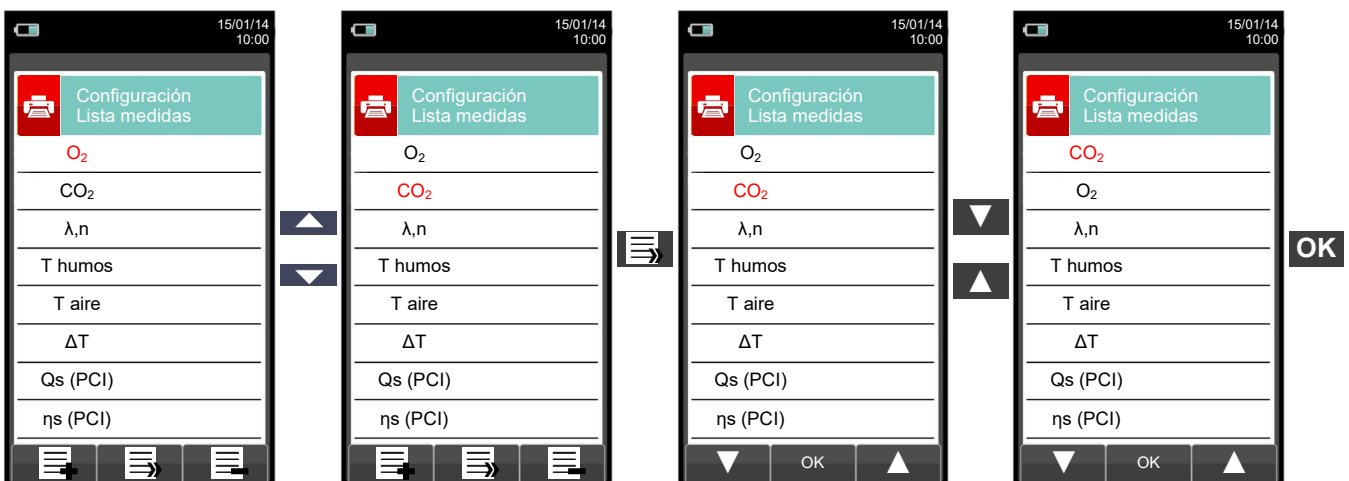 15/01/14
10:00
Configuración
Lista medidas
O₂
CO₂
λ,n
T humos
T aire
ΔT
Qs (PCI)
ηs (PCI)
15/01/14
10:00
Configuración
Lista medidas
O₂
CO₂
λ,n
T humos
T aire
ΔT
Qs (PCI)
ηs (PCI)
15/01/14
10:00
Configuración
Lista medidas
O₂
CO₂
λ,n
T humos
T aire
ΔT
Qs (PCI)
ηs (PCI)
OK
15/01/14
10:00
Configuración
Lista medidas
CO₂
O₂
λ,n
T humos
T aire
ΔT
Qs (PCI)
ηs (PCI)
OK
OK